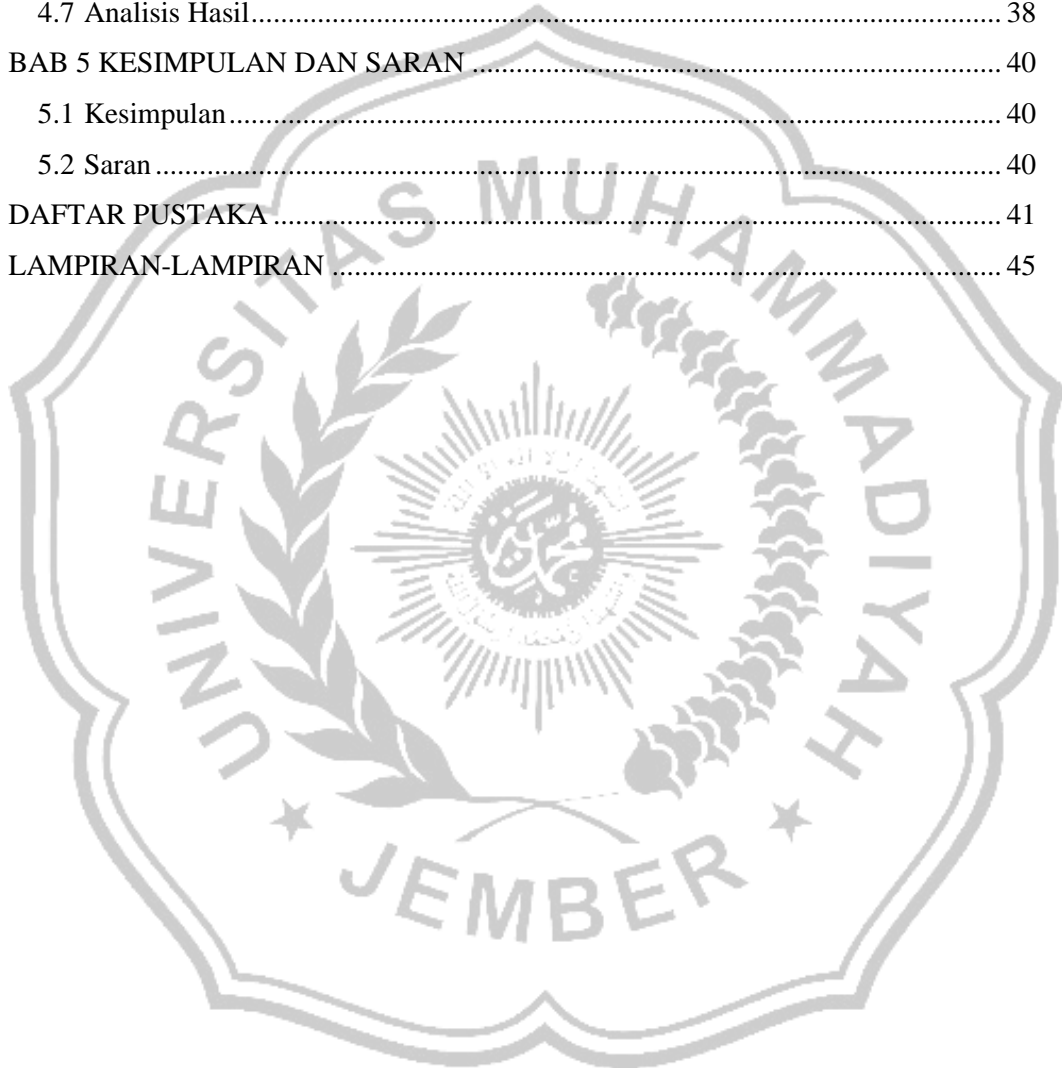 4.7 Analisis Hasil.................................................................................................... 38
BAB 5 KESIMPULAN DAN SARAN ...................................................................... 40
5.1 Kesimpulan....................................................................................................... 40
5.2 Saran ................................................................................................................ 40
DAFTAR PUSTAKA ................................................................................................ 41
LAMPIRAN-LAMPIRAN ......................................................................................... 45
UNIVERSITAS MUHAMMADIYAH
JEMBER